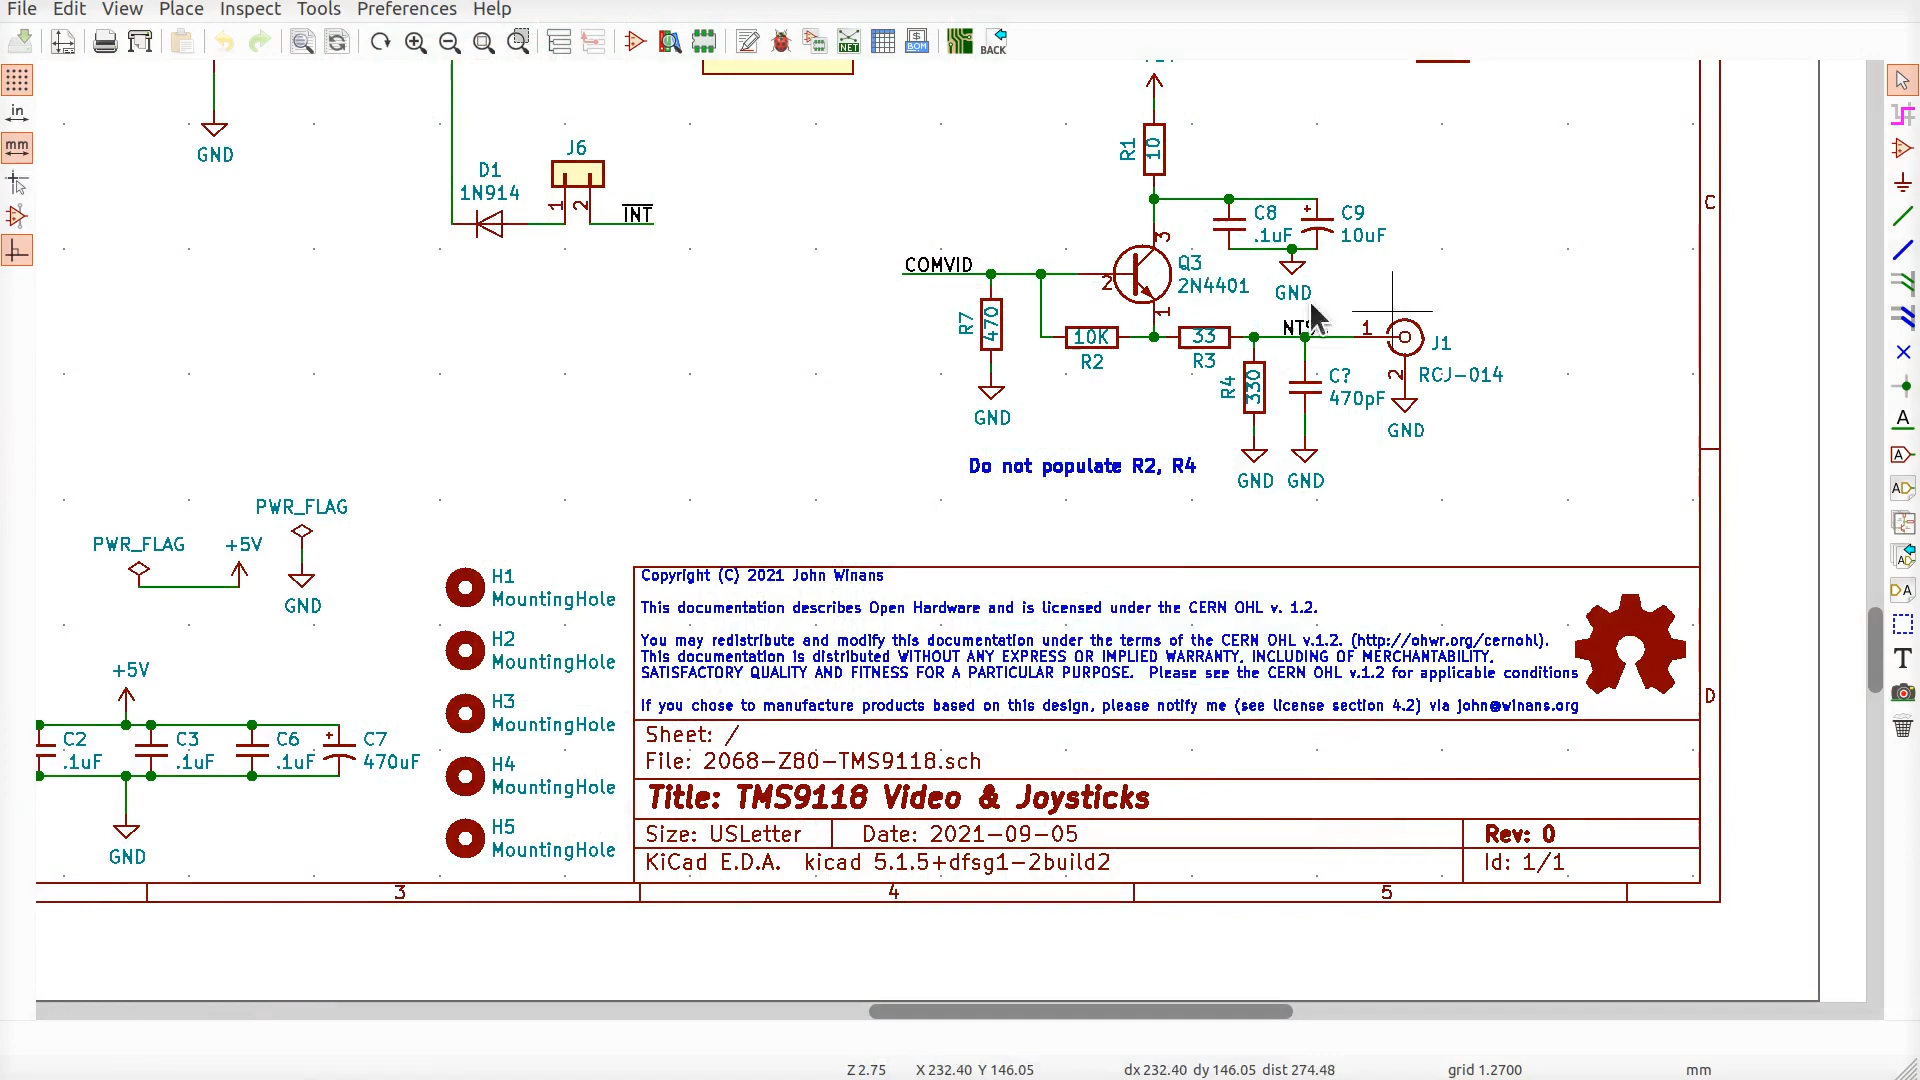 File Edit View Place Inspect Tools Preferences Help
NET
BOM
BACK
in
mm
GND
D1
1N914
J6
1
2
INT
R1
10
C8
.1uF
C9
10uF
GND
COMVID
3
2
1
Q3
2N4401
R7
470
GND
10K
R2
33
R3
R4
330
GND
C?
470pF
GND
1
2
J1
RCJ-014
GND
Do not populate R2, R4
PWR_FLAG
+5V
PWR_FLAG
GND
+5V
C2
.1uF
C3
.1uF
C6
.1uF
C7
470uF
GND
H1
MountingHole
H2
MountingHole
H3
MountingHole
H4
MountingHole
H5
MountingHole
Copyright (C) 2021 John Winans
This documentation describes Open Hardware and is licensed under the CERN OHL v. 1.2.
You may redistribute and modify this documentation under the terms of the CERN OHL v.1.2. (http://ohwr.org/cernohl).
This documentation is distributed WITHOUT ANY EXPRESS OR IMPLIED WARRANTY, INCLUDING OF MERCHANTABILITY,
SATISFACTORY QUALITY AND FITNESS FOR A PARTICULAR PURPOSE. Please see the CERN OHL v.1.2 for applicable conditions
If you chose to manufacture products based on this design, please notify me (see license section 4.2) via john@winans.org
Sheet: /
File: 2068-Z80-TMS9118.sch
Title: TMS9118 Video & Joysticks
Size: USLetter Date: 2021-09-05 Rev: 0
KiCad E.D.A. kicad 5.1.5+dfsg1-2build2 Id: 1/1
C
D
3 4 5
Z 2.75 X 232.40 Y 146.05 dx 232.40 dy 146.05 dist 274.48 grid 1.2700 mm